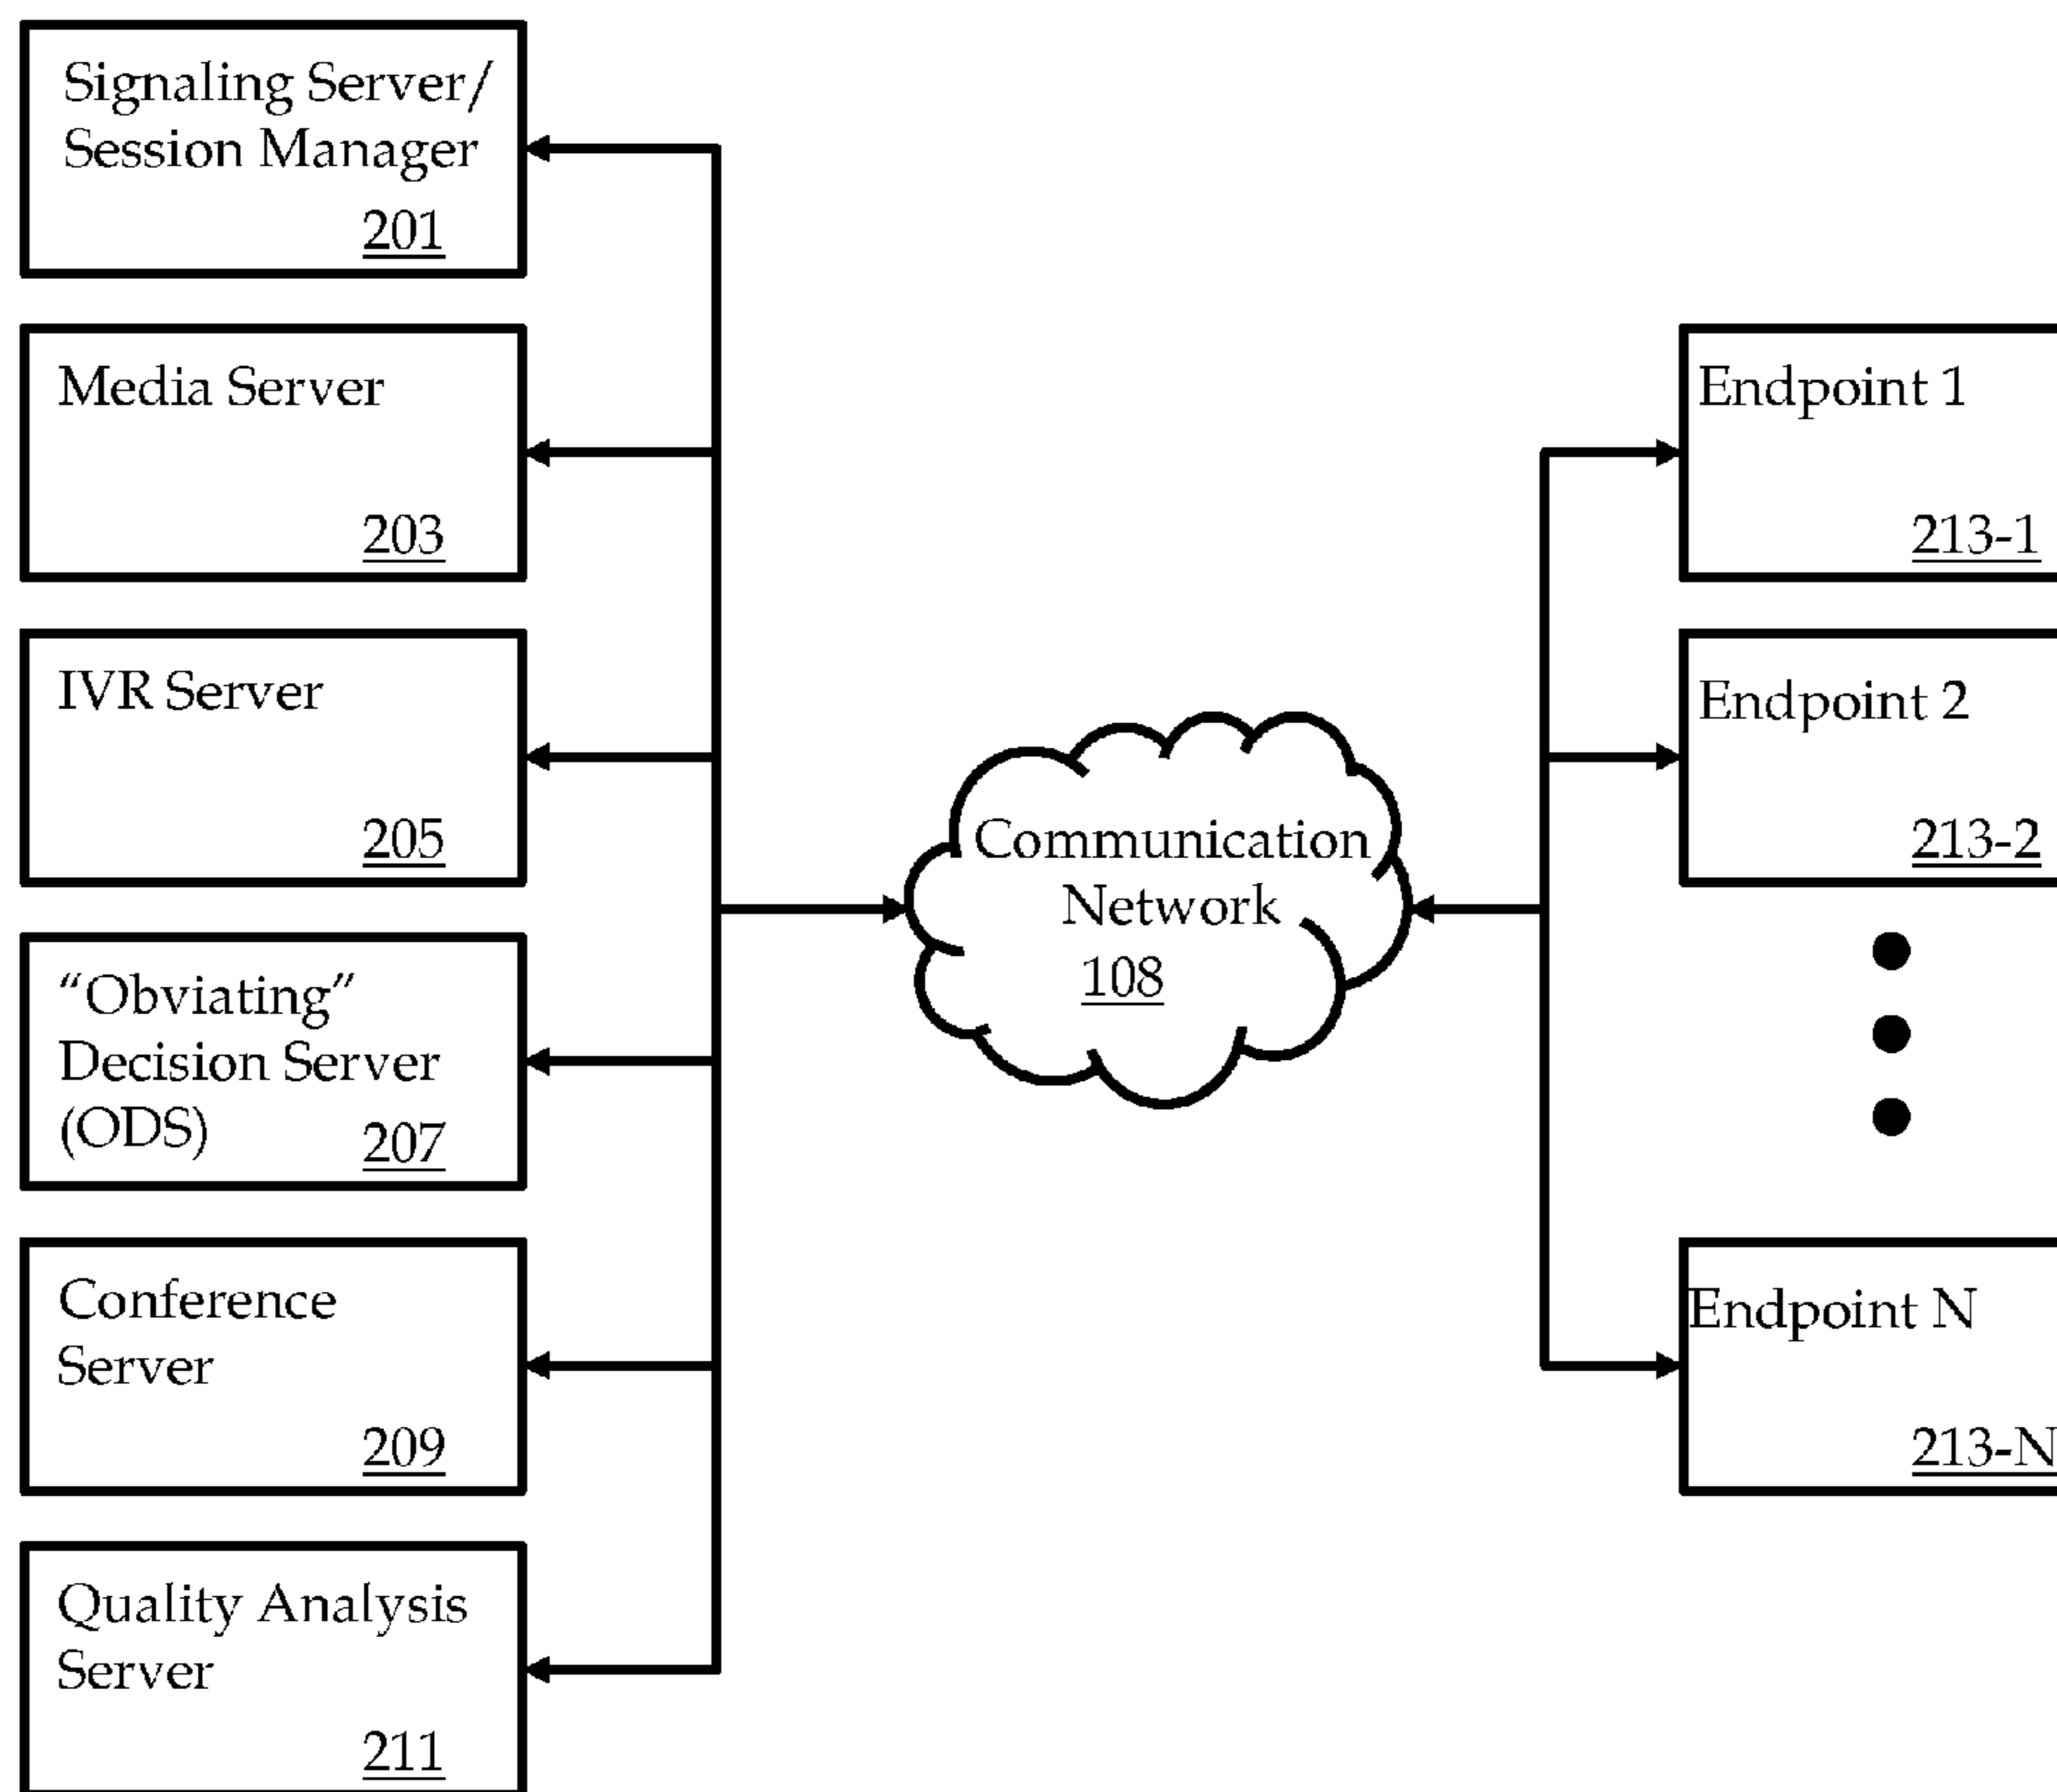 Signaling Server/
Session Manager
201
Media Server
203
IVR Server
205
“Obviating”
Decision Server
(ODS)
207
Conference
Server
209
Quality Analysis
Server
211
Communication
Network
108
Endpoint 1
213-1
Endpoint 2
213-2
Endpoint N
213-N